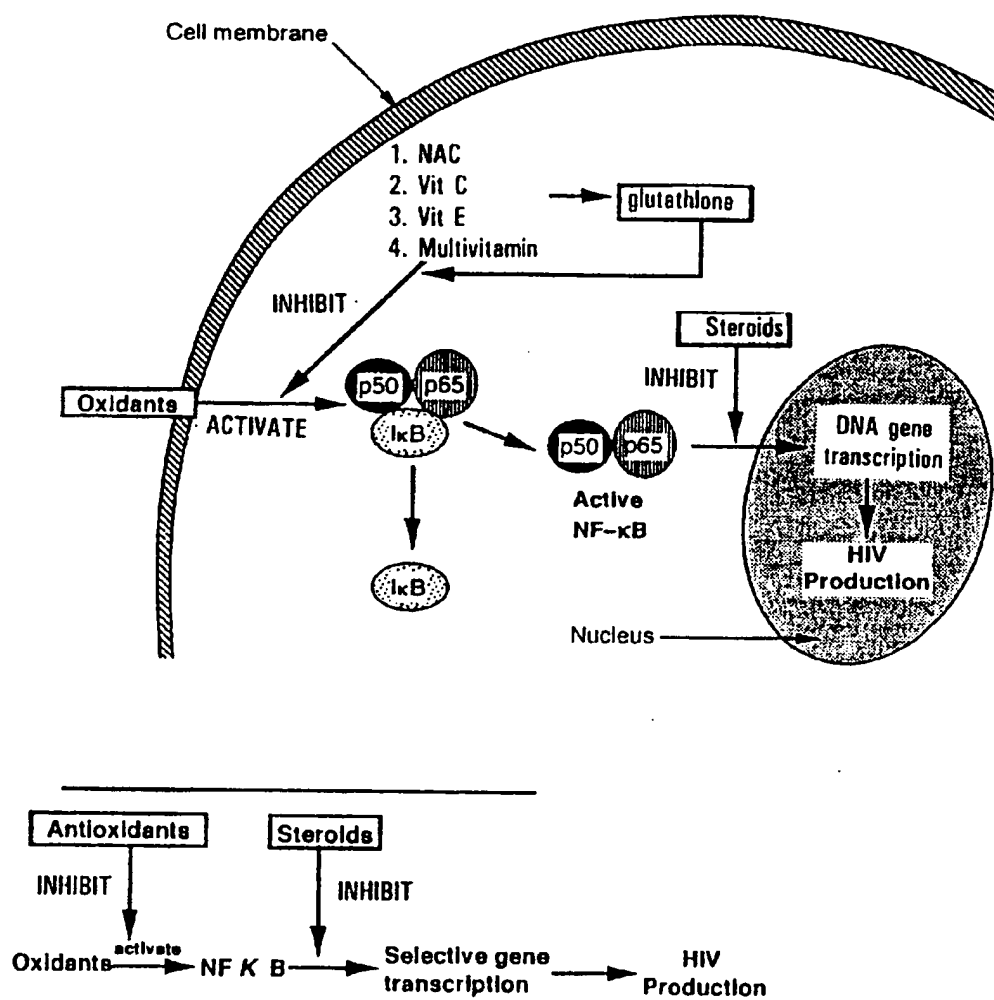 Cell membrane
1. NAC
2. Vit C
3. Vit E
4. Multivitamin
glutathione
INHIBIT
Steroids
INHIBIT
Oxidants
ACTIVATE
p50 p65
IκB
p50 p65
Active
NF-κB
DNA gene
transcription
HIV
Production
IκB
Nucleus
Antioxidants
Steroids
INHIBIT
INHIBIT
Oxidants
activate
NF K B
Selective gene
transcription
HIV
Production